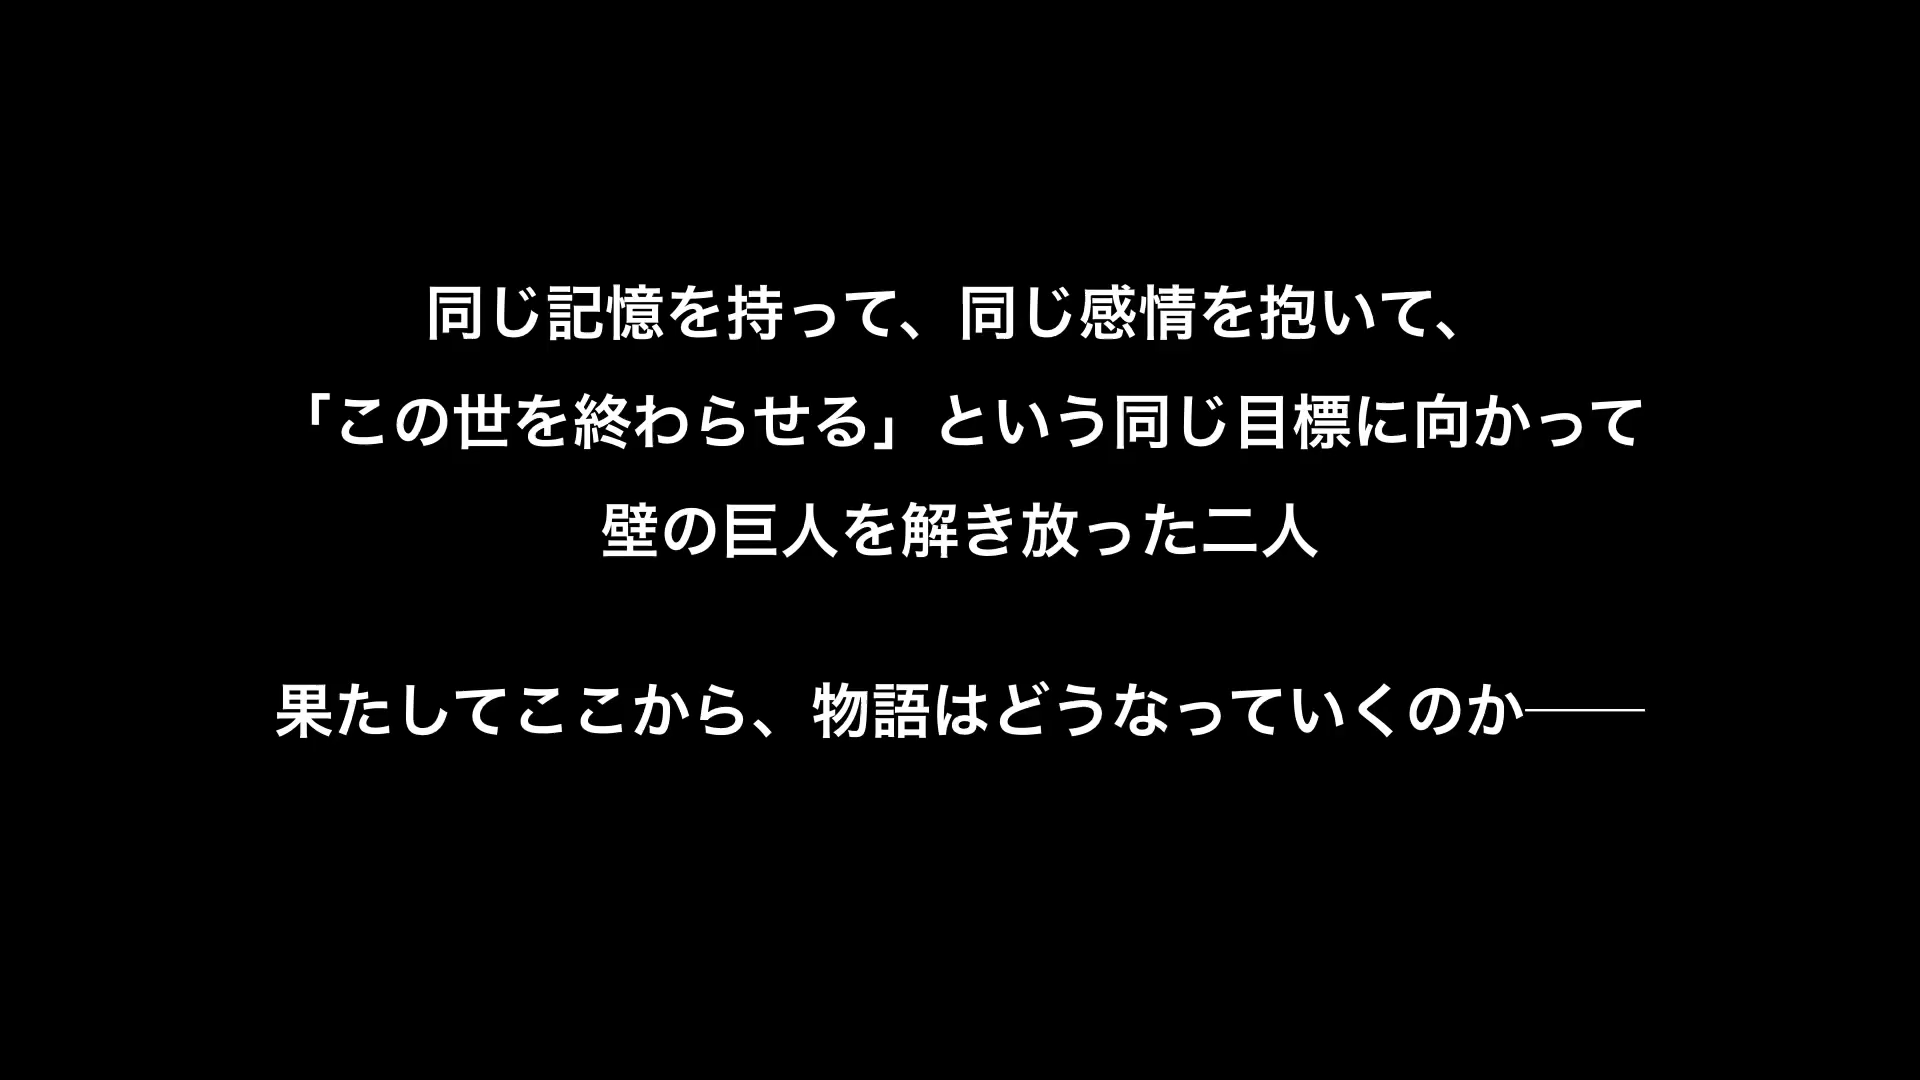 同じ記憶を持って、同じ感情を抱いて、
「この世を終わらせる」という同じ目標に向かって
壁の巨人を解き放った二人
果たしてここから、物語はどうなっていくのか──